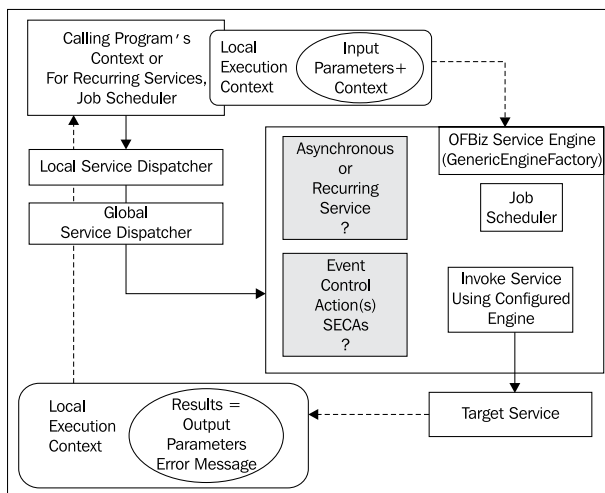 Calling Program's
Context or
For Recurring Services,
Job Scheduler
Local
Execution
Context
Input
Parameters+
Context
Local Service Dispatcher
Global
Service Dispatcher
Asynchronous
or
Recurring
Service
?
OFBiz Service Engine
(GenericEngineFactory)
Job
Scheduler
Event
Control
Action(s)
SECAs
?
Invoke Service
Using Configured
Engine
Local
Execution
Context
Results =
Output
Parameters
Error Message
Target Service